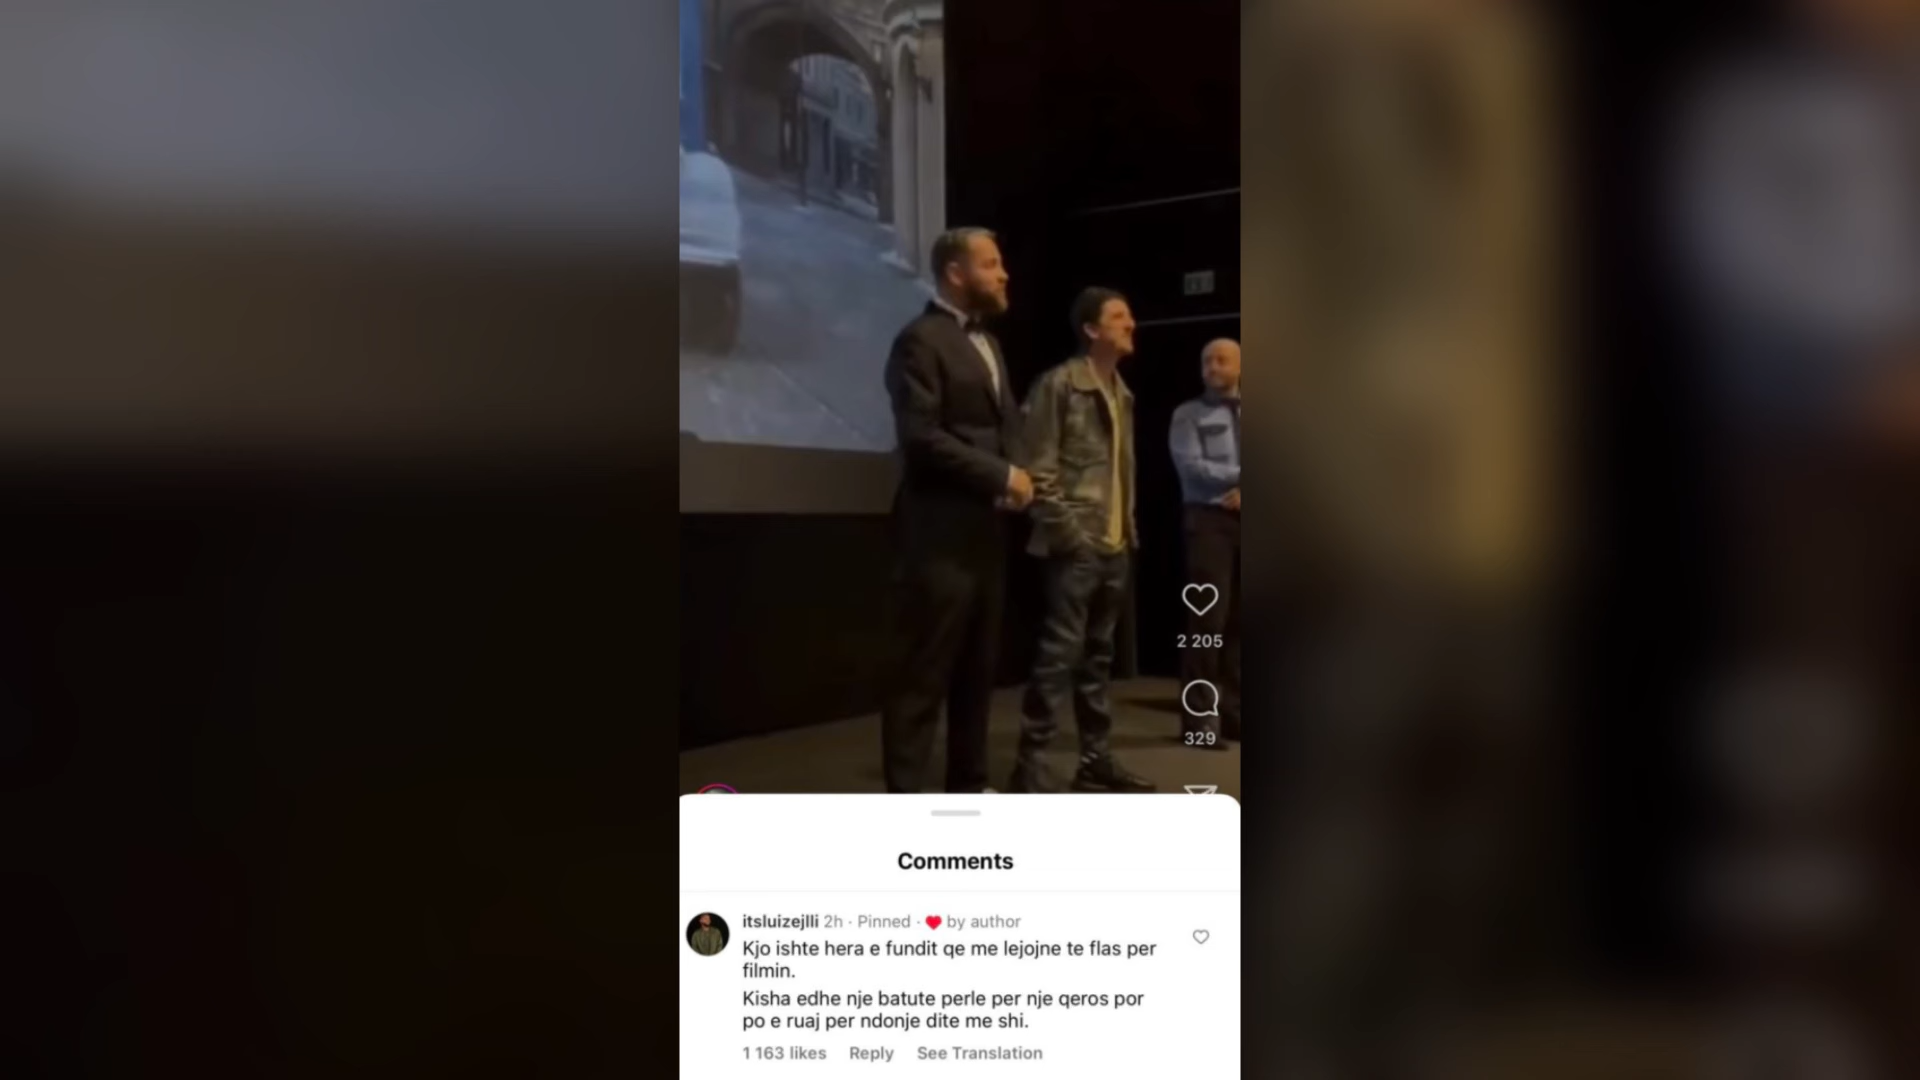 2 205
329
Comments
itsluizejlli 2h · Pinned · ❤️ by author
Kjo ishte hera e fundit qe me lejojne te flas per
filmin.
Kisha edhe nje batute perle per nje qeros por
po e ruaj per ndonje dite me shi.
1 163 likes Reply See Translation